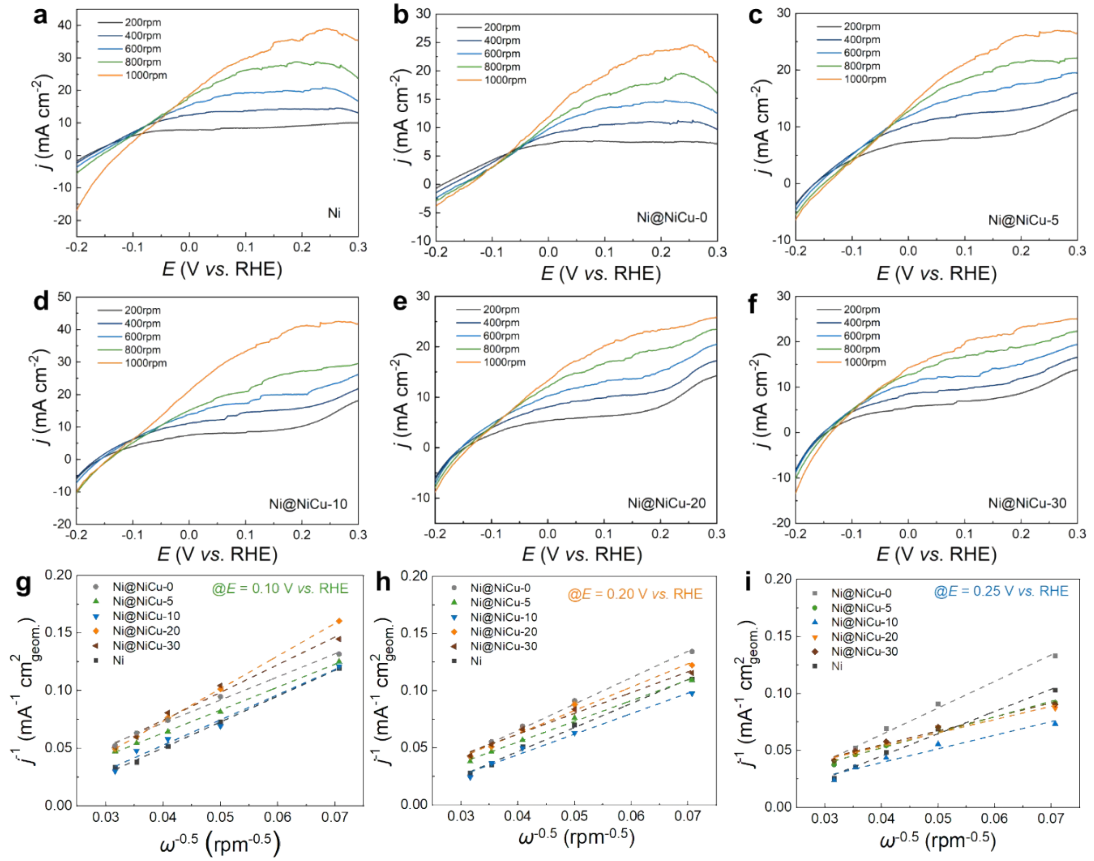 a
200rpm
400rpm
600rpm
800rpm
1000rpm
Ni
j (mA cm⁻²)
40
30
20
10
0
10
20
-0.2 -0.1 0.0 0.1 0.2 0.3
E (V vs. RHE)
b
200rpm
400rpm
600rpm
800rpm
1000rpm
Ni@NiCu-0
j (mA cm⁻²)
30
25
20
15
10
5
0
-5
-10
-0.2 -0.1 0.0 0.1 0.2 0.3
E (V vs. RHE)
c
200rpm
400rpm
600rpm
800rpm
1000rpm
Ni@NiCu-5
j (mA cm⁻²)
30
20
10
0
-10
-0.2 -0.1 0.0 0.1 0.2 0.3
E (V vs. RHE)
d
200rpm
400rpm
600rpm
800rpm
1000rpm
Ni@NiCu-10
j (mA cm⁻²)
50
40
30
20
10
0
-10
-20
-0.2 -0.1 0.0 0.1 0.2 0.3
E (V vs. RHE)
e
200rpm
400rpm
600rpm
800rpm
1000rpm
Ni@NiCu-20
j (mA cm⁻²)
30
20
10
0
-10
-0.2 -0.1 0.0 0.1 0.2 0.3
E (V vs. RHE)
f
200rpm
400rpm
600rpm
800rpm
1000rpm
Ni@NiCu-30
j (mA cm⁻²)
30
20
10
0
-10
-20
-0.2 -0.1 0.0 0.1 0.2 0.3
E (V vs. RHE)
g
Ni@NiCu-0
Ni@NiCu-5
Ni@NiCu-10
Ni@NiCu-20
Ni@NiCu-30
Ni
@E = 0.10 V vs. RHE
j⁻¹ (mA⁻¹ cm²geom.)
0.20
0.15
0.10
0.05
0.00
0.03 0.04 0.05 0.06 0.07
ω⁻⁰·⁵ (rpm⁻⁰·⁵)
h
Ni@NiCu-0
Ni@NiCu-5
Ni@NiCu-10
Ni@NiCu-20
Ni@NiCu-30
Ni
@E = 0.20 V vs. RHE
j⁻¹ (mA⁻¹ cm²geom.)
0.20
0.15
0.10
0.05
0.00
0.03 0.04 0.05 0.06 0.07
ω⁻⁰·⁵ (rpm⁻⁰·⁵)
i
Ni@NiCu-0
Ni@NiCu-5
Ni@NiCu-10
Ni@NiCu-20
Ni@NiCu-30
Ni
@E = 0.25 V vs. RHE
j⁻¹ (mA⁻¹ cm²geom.)
0.20
0.15
0.10
0.05
0.00
0.03 0.04 0.05 0.06 0.07
ω⁻⁰·⁵ (rpm⁻⁰·⁵)